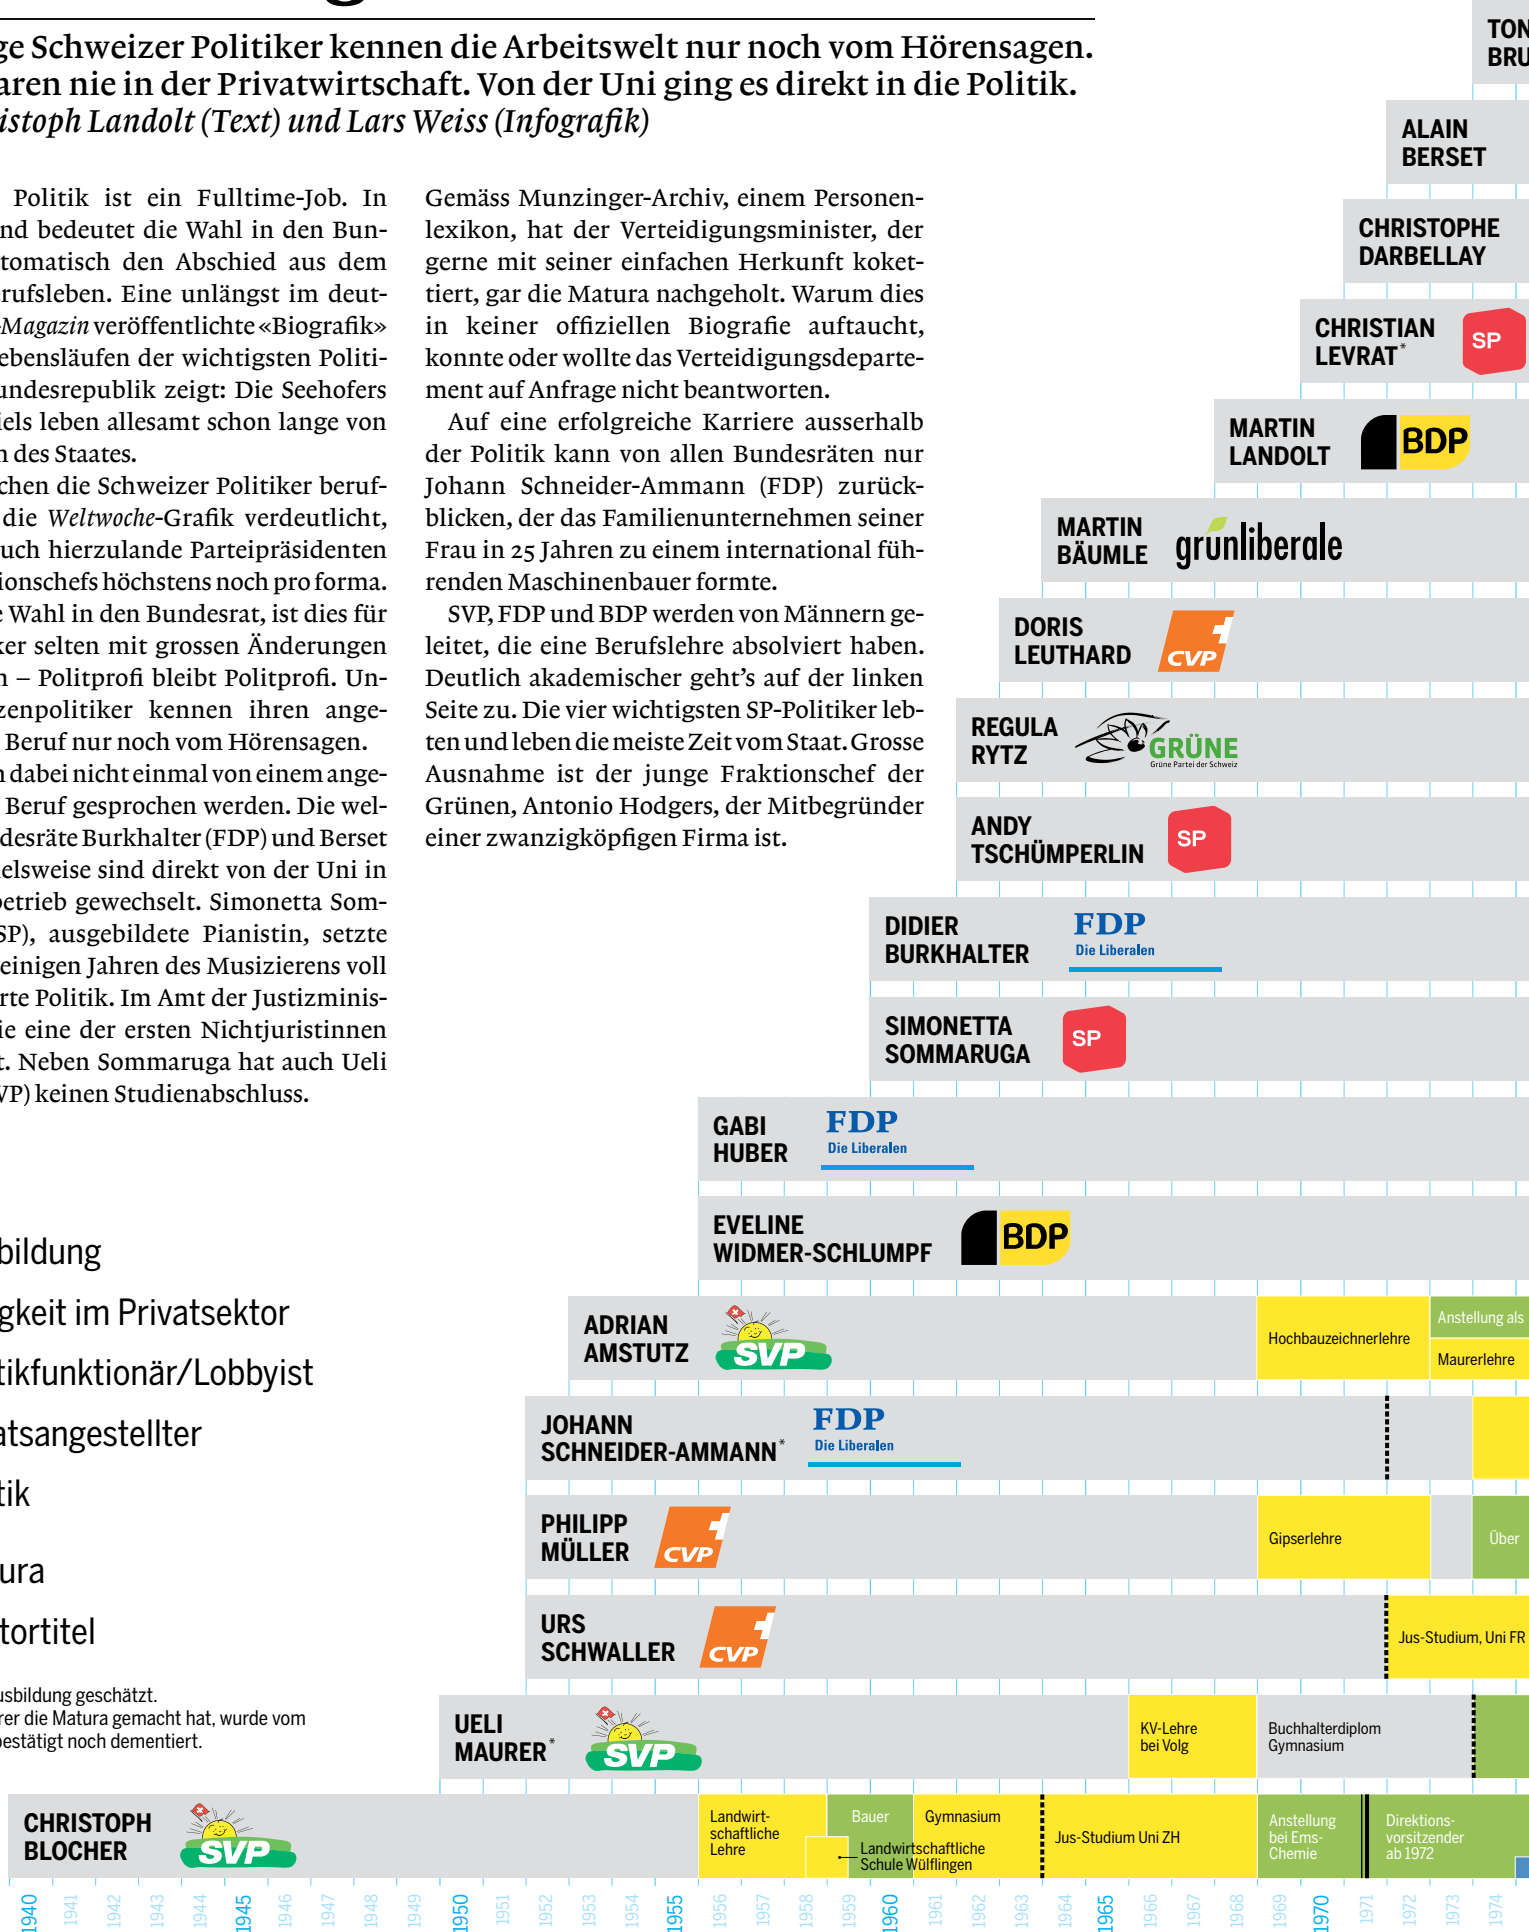 ge Schweizer Politiker kennen die Arbeitswelt nur noch vom Hörensagen.
aren nie in der Privatwirtschaft. Von der Uni ging es direkt in die Politik.
istoph Landolt (Text) und Lars Weiss (Infografik)
Politik ist ein Fulltime-Job. In
nd bedeutet die Wahl in den Bun-
tomatisch den Abschied aus dem
rufsleben. Eine unlängst im deut-
-Magazin veröffentlichte «Biografik»
ebensläufen der wichtigsten Politi-
undesrepublik zeigt: Die Seehofers
iels leben allesamt schon lange von
n des Staates.
chen die Schweizer Politiker beruf-
die Weltwoche-Grafik verdeutlicht,
uch hierzulande Parteipräsidenten
ionschefs höchstens noch pro forma.
e Wahl in den Bundesrat, ist dies für
ker selten mit grossen Änderungen
n – Politprofi bleibt Politprofi. Un-
zenpolitiker kennen ihren ange-
Beruf nur noch vom Hörensagen.
n dabei nicht einmal von einem ange-
Beruf gesprochen werden. Die wel-
desräte Burkhalter (FDP) und Berset
elsweise sind direkt von der Uni in
betrieb gewechselt. Simonetta Som-
SP), ausgebildete Pianistin, setzte
einigen Jahren des Musizierens voll
rte Politik. Im Amt der Justizminis-
ie eine der ersten Nichtjuristinnen
t. Neben Sommaruga hat auch Ueli
VP) keinen Studienabschluss.
Gemäss Munzinger-Archiv, einem Personen-
lexikon, hat der Verteidigungsminister, der
gerne mit seiner einfachen Herkunft koket-
tiert, gar die Matura nachgeholt. Warum dies
in keiner offiziellen Biografie auftaucht,
konnte oder wollte das Verteidigungsdeparte-
ment auf Anfrage nicht beantworten.
Auf eine erfolgreiche Karriere ausserhalb
der Politik kann von allen Bundesräten nur
Johann Schneider-Ammann (FDP) zurück-
blicken, der das Familienunternehmen seiner
Frau in 25 Jahren zu einem international füh-
renden Maschinenbauer formte.
SVP, FDP und BDP werden von Männern ge-
leitet, die eine Berufslehre absolviert haben.
Deutlich akademischer geht's auf der linken
Seite zu. Die vier wichtigsten SP-Politiker leb-
ten und leben die meiste Zeit vom Staat. Grosse
Ausnahme ist der junge Fraktionschef der
Grünen, Antonio Hodgers, der Mitbegründer
einer zwanzigköpfigen Firma ist.
bildung
gkeit im Privatsektor
tikfunktionär/Lobbyist
atsangestellter
tik
ura
tortitel
usbildung geschätzt.
rer die Matura gemacht hat, wurde vom
bestätigt noch dementiert.
TON
BRU
ALAIN
BERSET
CHRISTOPHE
DARBELLAY
CHRISTIAN
LEVRAT*
SP
MARTIN
LANDOLT
BDP
MARTIN
BÄUMLE
grünliberale
DORIS
LEUTHARD
CVP
REGULA
RYTZ
GRÜNE
Grüne Partei der Schweiz
ANDY
TSCHÜMPERLIN
SP
DIDIER
BURKHALTER
FDP
Die Liberalen
SIMONETTA
SOMMARUGA
SP
GABI
HUBER
FDP
Die Liberalen
EVELINE
WIDMER-SCHLUMPF
BDP
ADRIAN
AMSTUTZ
SVP
Hochbauzeichnerlehre
Anstellung als
Maurerlehre
JOHANN
SCHNEIDER-AMMANN*
FDP
Die Liberalen
PHILIPP
MÜLLER
CVP
Gipserlehre
Über
URS
SCHWALLER
CVP
Jus-Studium, Uni FR
UELI
MAURER*
SVP
KV-Lehre
bei Volg
Buchhalterdiplom
Gymnasium
CHRISTOPH
BLOCHER
SVP
Landwirt-
schaftliche
Lehre
Bauer
Landwirtschaftliche
Schule Wülflingen
Gymnasium
Jus-Studium Uni ZH
Anstellung
bei Ems-
Chemie
Direktions-
vorsitzender
ab 1972
1940 1941 1942 1943 1944 1945 1946 1947 1948 1949 1950 1951 1952 1953 1954 1955 1956 1957 1958 1959 1960 1961 1962 1963 1964 1965 1966 1967 1968 1969 1970 1971 1972 1973 1974